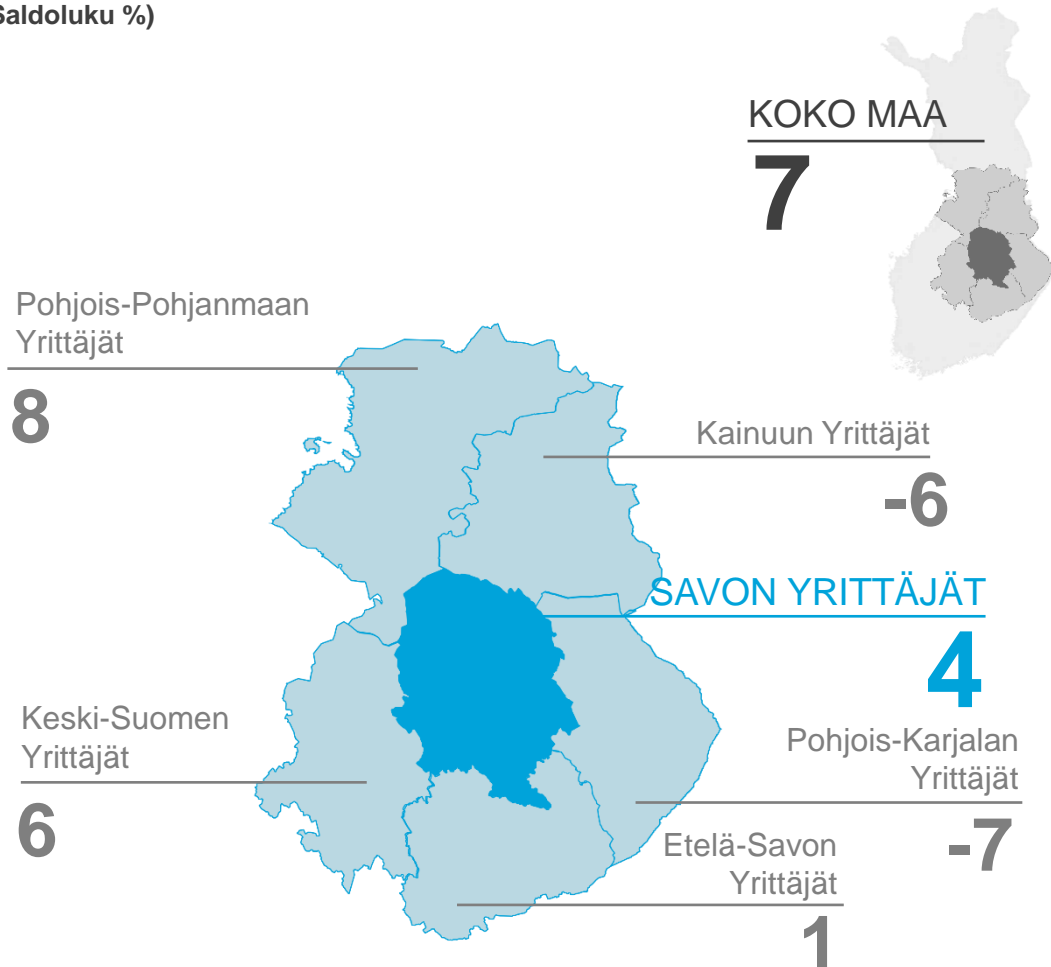 Saldoluku %)
KOKO MAA
7
Pohjois-Pohjanmaan
Yrittäjät
8
Kainuun Yrittäjät
-6
SAVON YRITTÄJÄT
4
Keski-Suomen
Yrittäjät
6
Pohjois-Karjalan
Yrittäjät
-7
Etelä-Savon
Yrittäjät
1